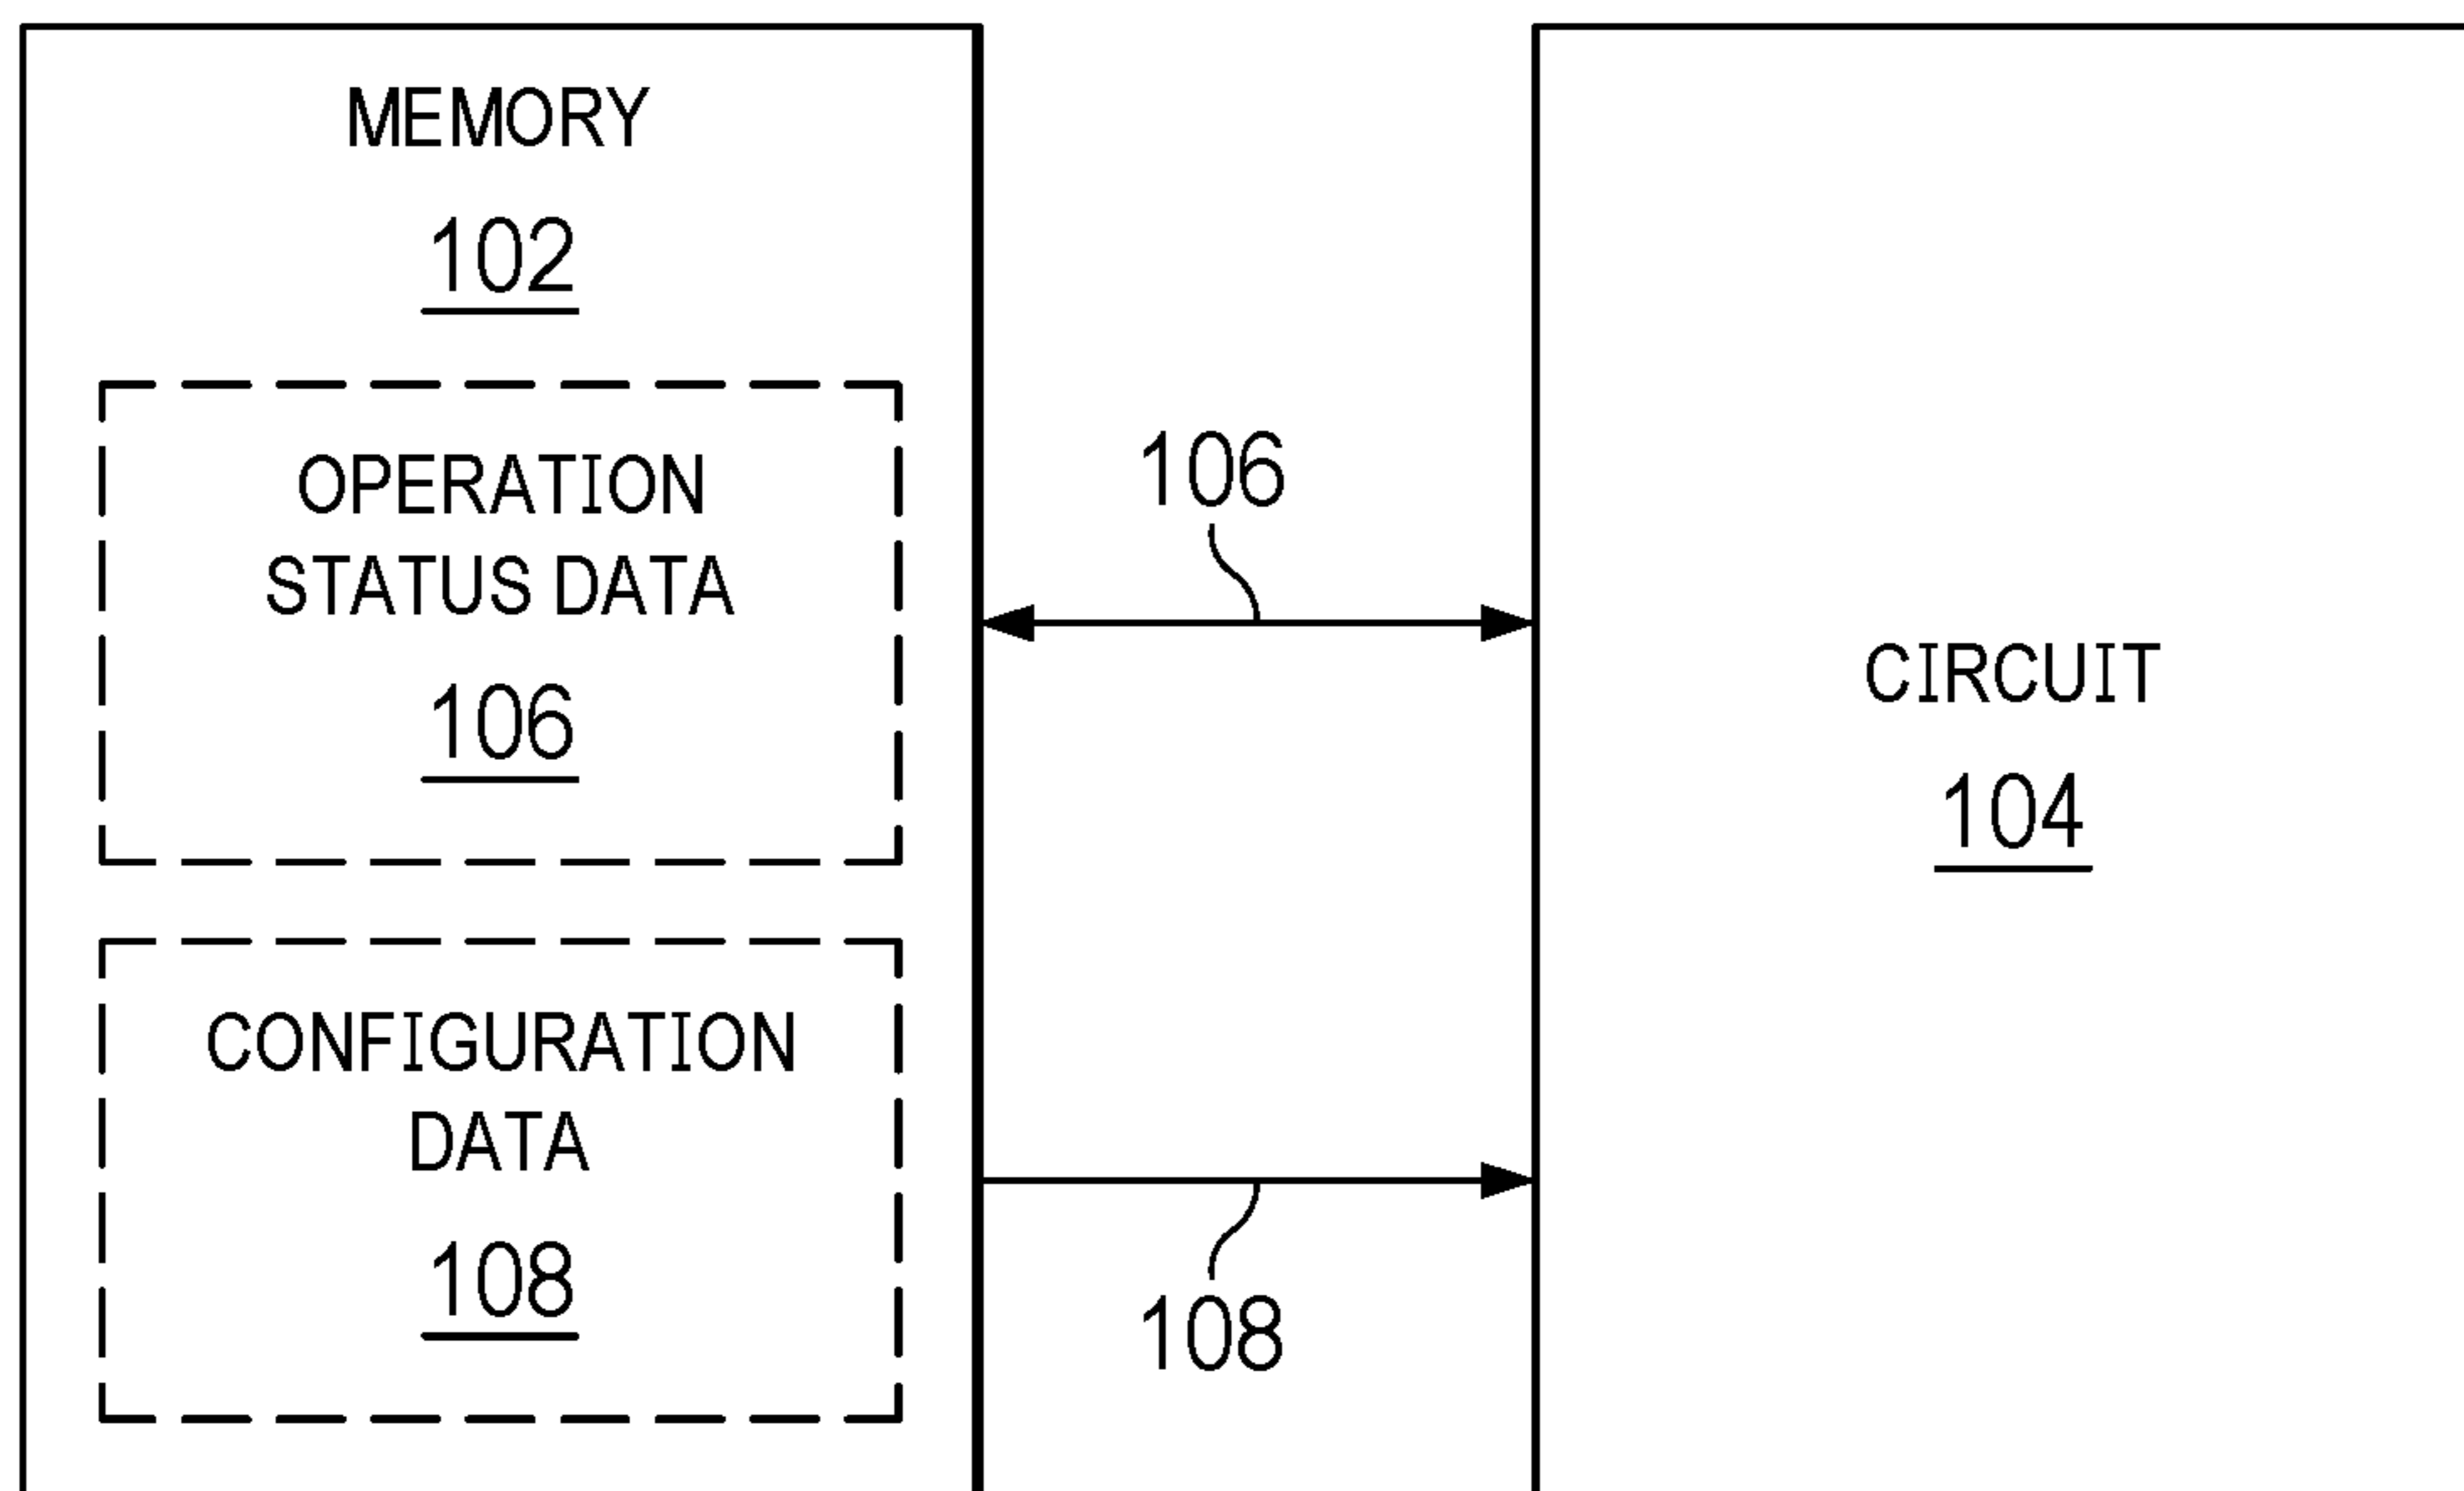 MEMORY
102
OPERATION
STATUS DATA
106
CONFIGURATION
DATA
108
106
108
CIRCUIT
104